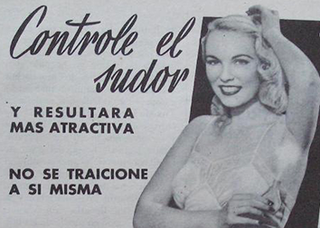 Controle el
sudor
Y RESULTARA
MAS ATRACTIVA
NO SE TRAICIONE
A SI MISMA